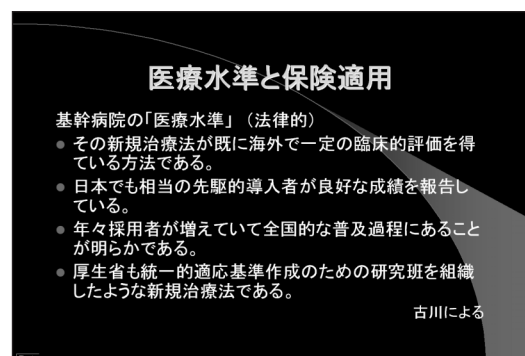 医療水準と保険適用
基幹病院の「医療水準」（法律的）
● その新規治療法が既に海外で一定の臨床的評価を得
ている方法である。
● 日本でも相当の先駆的導入者が良好な成績を報告し
ている。
● 年々採用者が増えていて全国的な普及過程にあること
が明らかである。
● 厚生省も統一的適応基準作成のための研究班を組織
したような新規治療法である。
古川による